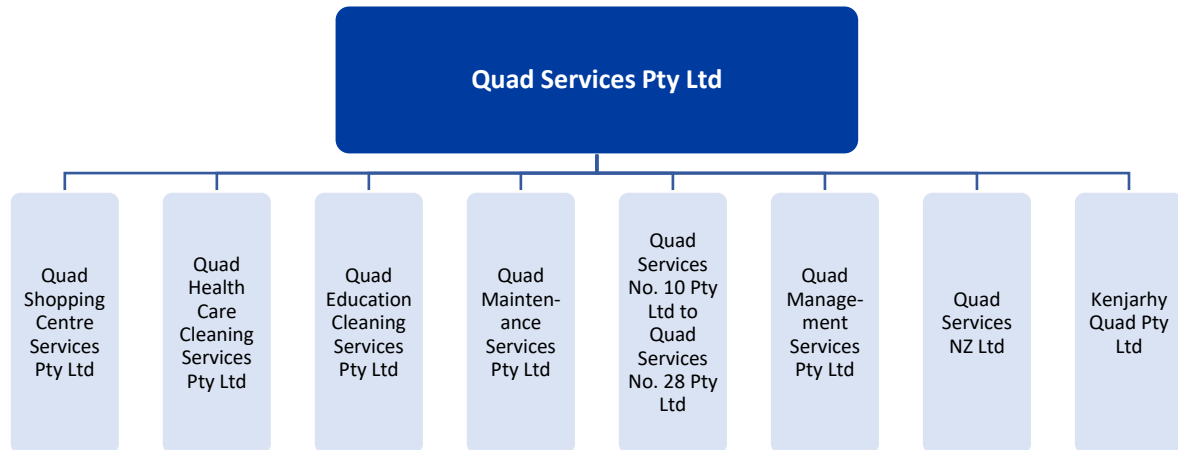 Quad Services Pty Ltd
Quad
Shopping
Centre
Services
Pty Ltd
Quad
Health
Care
Cleaning
Services
Pty Ltd
Quad
Education
Cleaning
Services
Pty Ltd
Quad
Mainten-
ance
Services
Pty Ltd
Quad
Services
No. 10 Pty
Ltd to
Quad
Services
No. 28 Pty
Ltd
Quad
Manage-
ment
Services
Pty Ltd
Quad
Services
NZ Ltd
Kenjarhy
Quad Pty
Ltd